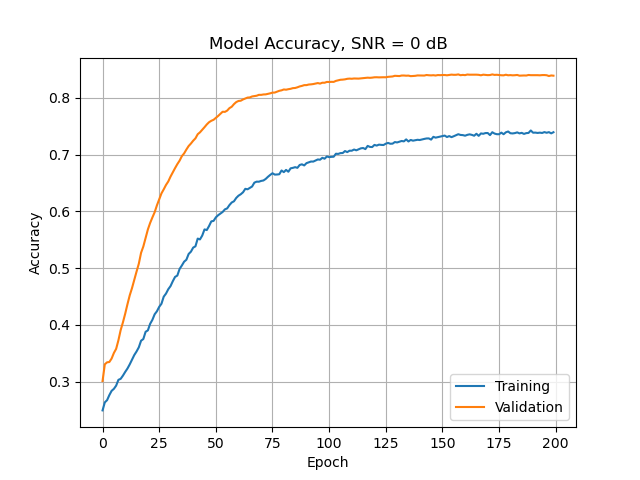 Model Accuracy, SNR = 0 dB
Accuracy
0.8
0.7
0.6
0.5
0.4
0.3
Training
Validation
0 25 50 75 100 125 150 175 200
Epoch